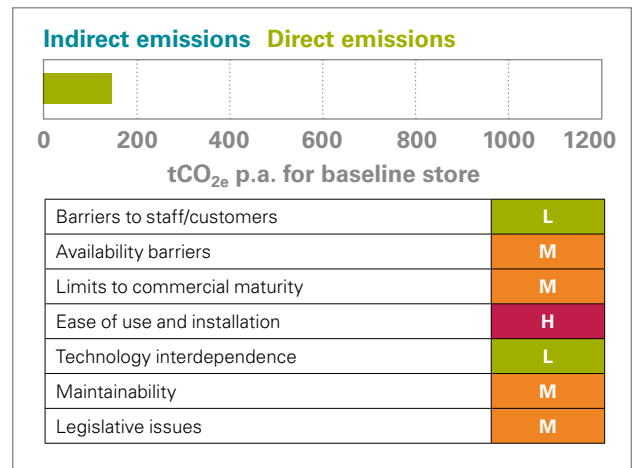 Indirect emissions Direct emissions
0 200 400 600 800 1000 1200
tCO₂ₑ p.a. for baseline store
Barriers to staff/customers L
Availability barriers M
Limits to commercial maturity M
Ease of use and installation H
Technology interdependence L
Maintainability M
Legislative issues M